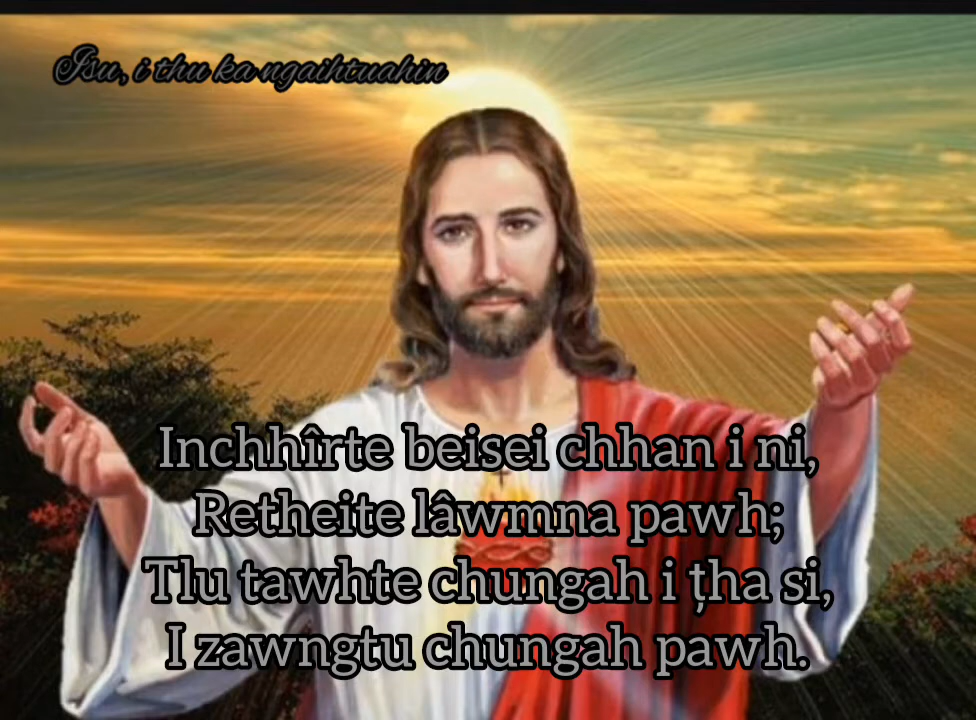 Isu, i thu ka ngaihtuahin
Inchhîrte beisei chhan i ni,
Retheite lâwmna pawh;
Tlu tawhte chungah i ṭha si,
I zawngtu chungah pawh.